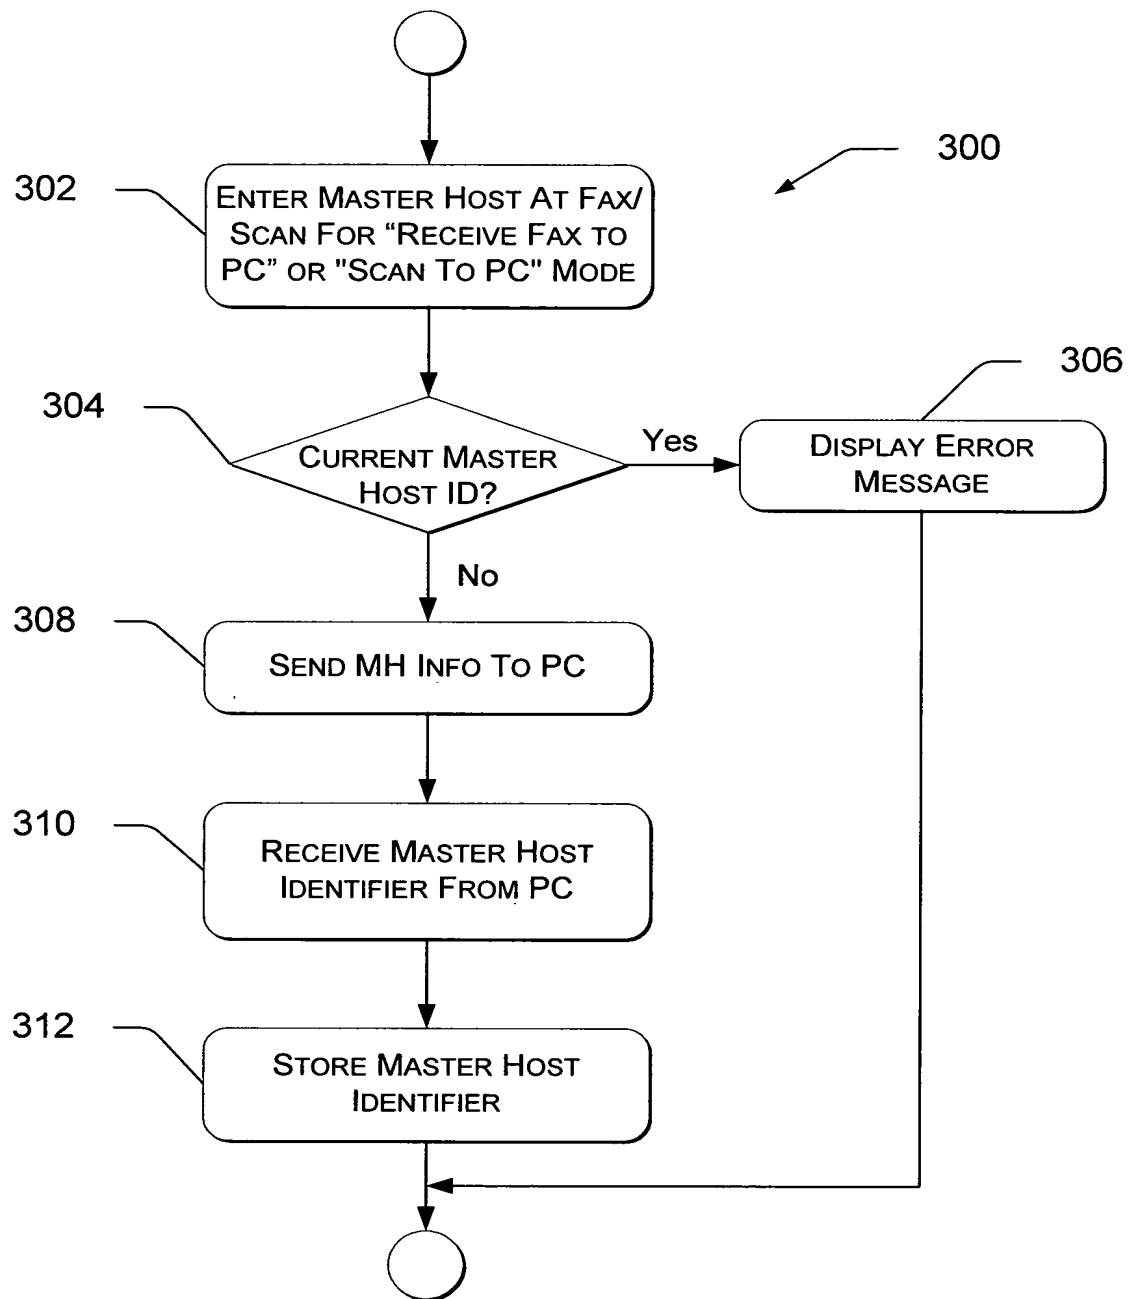 300
302
ENTER MASTER HOST AT FAX/
SCAN FOR “RECEIVE FAX TO
PC” OR "SCAN TO PC" MODE
304
CURRENT MASTER
HOST ID?
Yes
306
DISPLAY ERROR
MESSAGE
No
308
SEND MH INFO TO PC
310
RECEIVE MASTER HOST
IDENTIFIER FROM PC
312
STORE MASTER HOST
IDENTIFIER